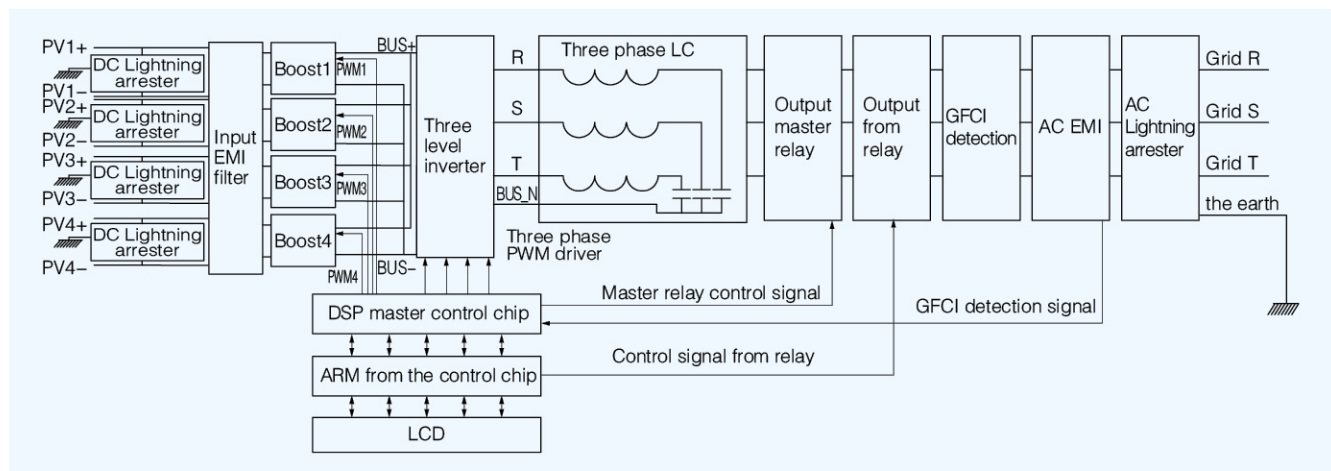 PV1+
DC Lightning
arrester
PV1-
PV2+
DC Lightning
arrester
PV2-
PV3+
DC Lightning
arrester
PV3-
PV4+
DC Lightning
arrester
PV4-
Input
EMI
filter
Boost1
PWM1
Boost2
PWM2
Boost3
PWM3
Boost4
PWM4
BUS+
BUS-
Three
level
inverter
R
S
T
BUS_N
Three phase LC
Three phase
PWM driver
Output
master
relay
Output
from
relay
GFCI
detection
AC EMI
AC
Lightning
arrester
Grid R
Grid S
Grid T
the earth
Master relay control signal
GFCI detection signal
DSP master control chip
Control signal from relay
ARM from the control chip
LCD